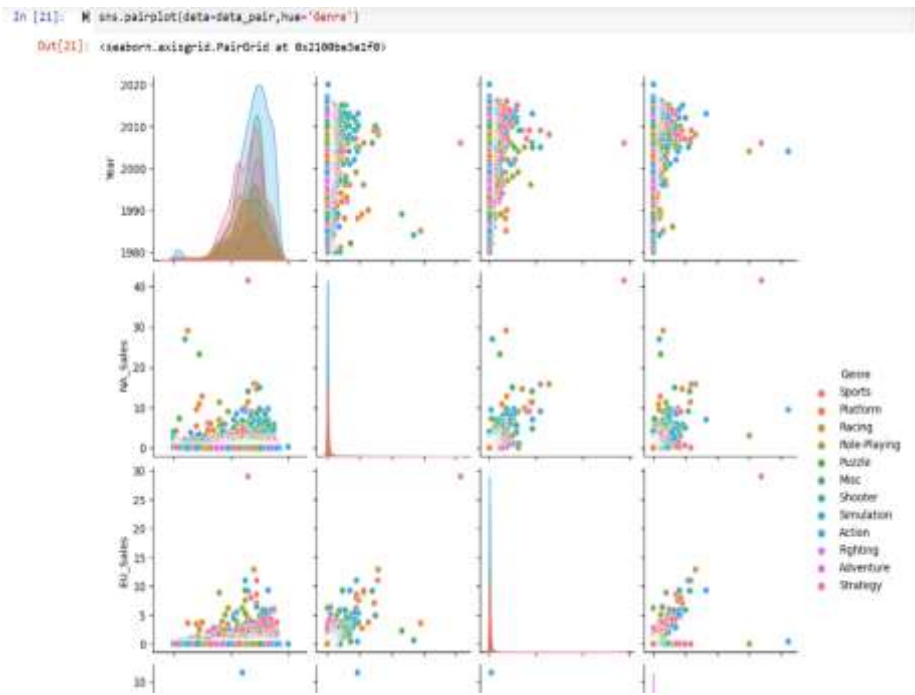 In [21]: sns.pairplot(data=data_pair,hue='Genre')
Out[21]: <seaborn.axisgrid.PairGrid at 0x2100be5e1f0>
2020
2010
2000
1990
1980
Year
40
30
20
10
0
NA_Sales
30
25
20
15
10
5
0
EU_Sales
10
Genre
Sports
Platform
Racing
Role-Playing
Puzzle
Misc
Shooter
Simulation
Action
Fighting
Adventure
Strategy